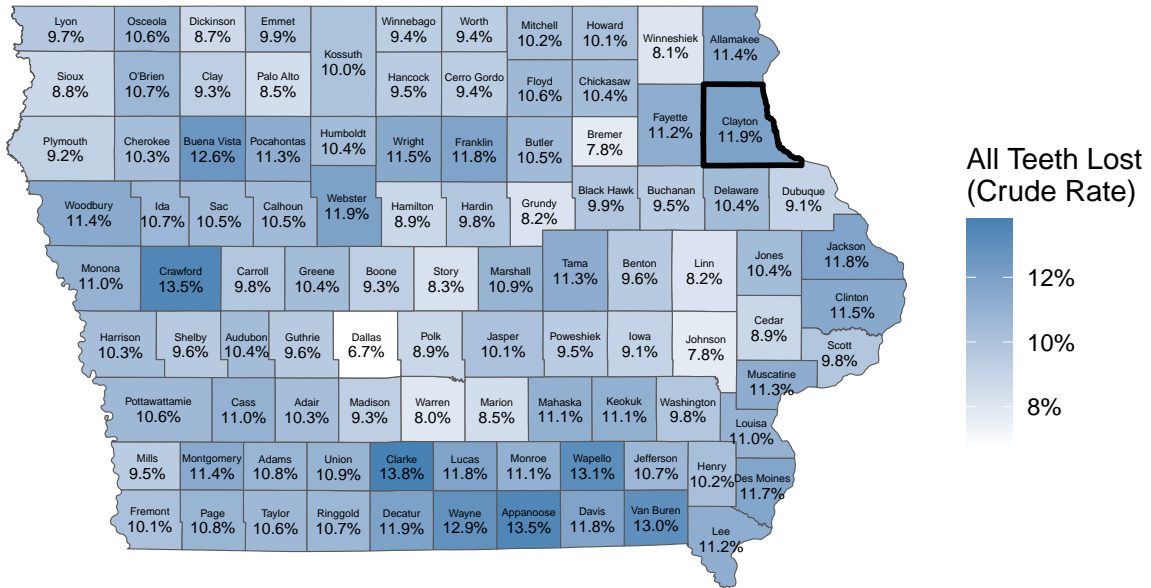 Lyon
9.7%
Osceola
10.6%
Dickinson
8.7%
Emmet
9.9%
Kossuth
10.0%
Winnebago
9.4%
Worth
9.4%
Mitchell
10.2%
Howard
10.1%
Winneshiek
8.1%
Allamakee
11.4%
Sioux
8.8%
O'Brien
10.7%
Clay
9.3%
Palo Alto
8.5%
Hancock
9.5%
Cerro Gordo
9.4%
Floyd
10.6%
Chickasaw
10.4%
Fayette
11.2%
Clayton
11.9%
Plymouth
9.2%
Cherokee
10.3%
Buena Vista
12.6%
Pocahontas
11.3%
Humboldt
10.4%
Wright
11.5%
Franklin
11.8%
Butler
10.5%
Bremer
7.8%
Woodbury
11.4%
Ida
10.7%
Sac
10.5%
Calhoun
10.5%
Webster
11.9%
Hamilton
8.9%
Hardin
9.8%
Grundy
8.2%
Black Hawk
9.9%
Buchanan
9.5%
Delaware
10.4%
Dubuque
9.1%
Monona
11.0%
Crawford
13.5%
Carroll
9.8%
Greene
10.4%
Boone
9.3%
Story
8.3%
Marshall
10.9%
Tama
11.3%
Benton
9.6%
Linn
8.2%
Jones
10.4%
Jackson
11.8%
Clinton
11.5%
Harrison
10.3%
Shelby
9.6%
Audubon
10.4%
Guthrie
9.6%
Dallas
6.7%
Polk
8.9%
Jasper
10.1%
Poweshiek
9.5%
Iowa
9.1%
Johnson
7.8%
Cedar
8.9%
Scott
9.8%
Muscatine
11.3%
Pottawattamie
10.6%
Cass
11.0%
Adair
10.3%
Madison
9.3%
Warren
8.0%
Marion
8.5%
Mahaska
11.1%
Keokuk
11.1%
Washington
9.8%
Louisa
11.0%
Mills
9.5%
Montgomery
11.4%
Adams
10.8%
Union
10.9%
Clarke
13.8%
Lucas
11.8%
Monroe
11.1%
Wapello
13.1%
Jefferson
10.7%
Henry
10.2%
Des Moines
11.7%
Fremont
10.1%
Page
10.8%
Taylor
10.6%
Ringgold
10.7%
Decatur
11.9%
Wayne
12.9%
Appanoose
13.5%
Davis
11.8%
Van Buren
13.0%
Lee
11.2%
All Teeth Lost
(Crude Rate)
12%
10%
8%